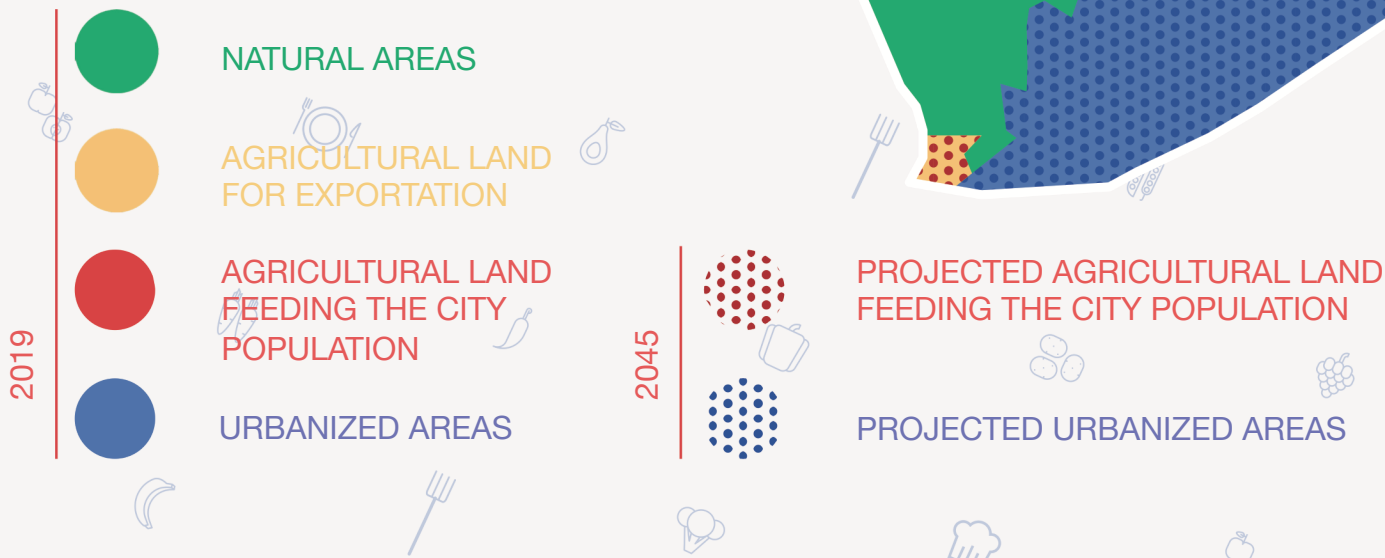 NATURAL AREAS
AGRICULTURAL LAND
FOR EXPORTATION
AGRICULTURAL LAND
FEEDING THE CITY
POPULATION
2019
URBANIZED AREAS
PROJECTED AGRICULTURAL LAND
FEEDING THE CITY POPULATION
2045
PROJECTED URBANIZED AREAS